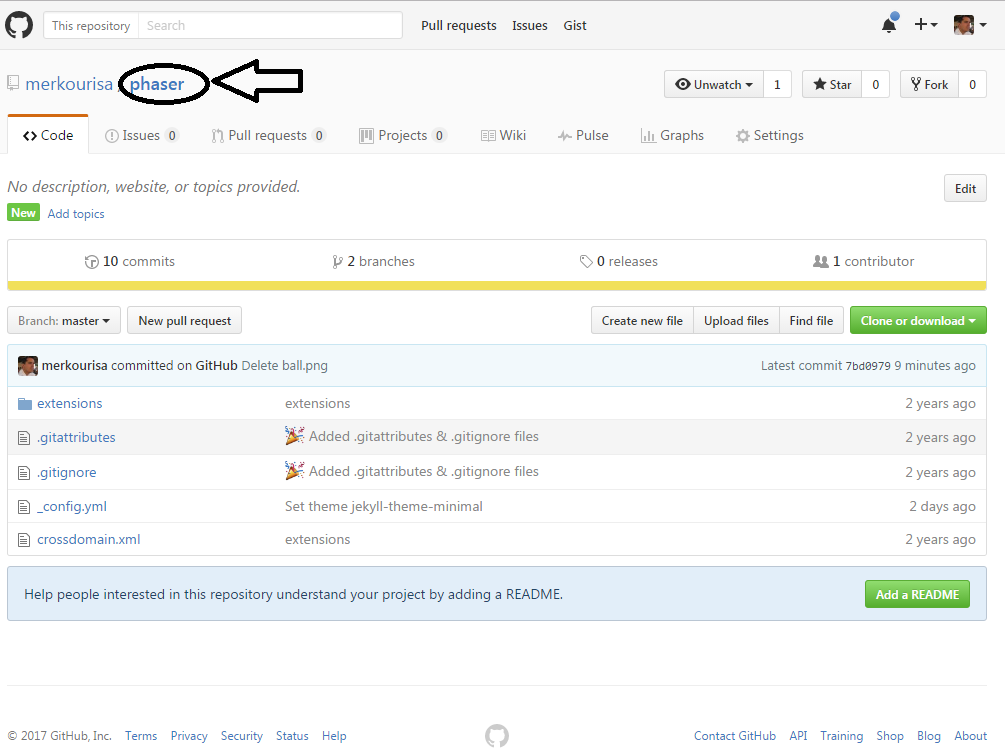 This repository Search Pull requests Issues Gist
merkourisa phaser Unwatch 1 Star 0 Fork 0
Code Issues 0 Pull requests 0 Projects 0 Wiki Pulse Graphs Settings
No description, website, or topics provided. Edit
New Add topics
10 commits 2 branches 0 releases 1 contributor
Branch: master New pull request Create new file Upload files Find file Clone or download
merkourisa committed on GitHub Delete ball.png Latest commit 7bd0979 9 minutes ago
extensions extensions 2 years ago
.gitattributes Added .gitattributes & .gitignore files 2 years ago
.gitignore Added .gitattributes & .gitignore files 2 years ago
_config.yml Set theme jekyll-theme-minimal 2 days ago
crossdomain.xml extensions 2 years ago
Help people interested in this repository understand your project by adding a README. Add a README
© 2017 GitHub, Inc. Terms Privacy Security Status Help Contact GitHub API Training Shop Blog About